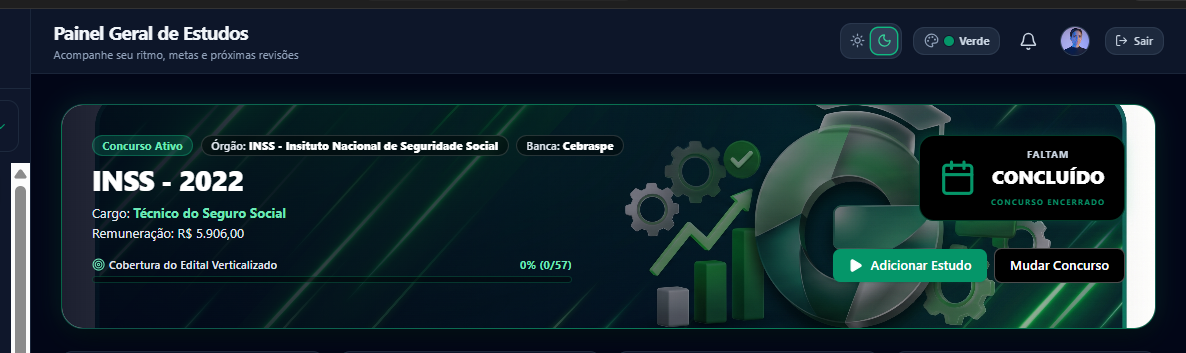 Painel Geral de Estudos
Acompanhe seu ritmo, metas e próximas revisões
Verde
Sair
Concurso Ativo
Órgão: INSS - Insituto Nacional de Seguridade Social
Banca: Cebraspe
INSS - 2022
Cargo: Técnico do Seguro Social
Remuneração: R$ 5.906,00
Cobertura do Edital Verticalizado
0% (0/57)
FALTAM
CONCLUÍDO
CONCURSO ENCERRADO
Adicionar Estudo
Mudar Concurso